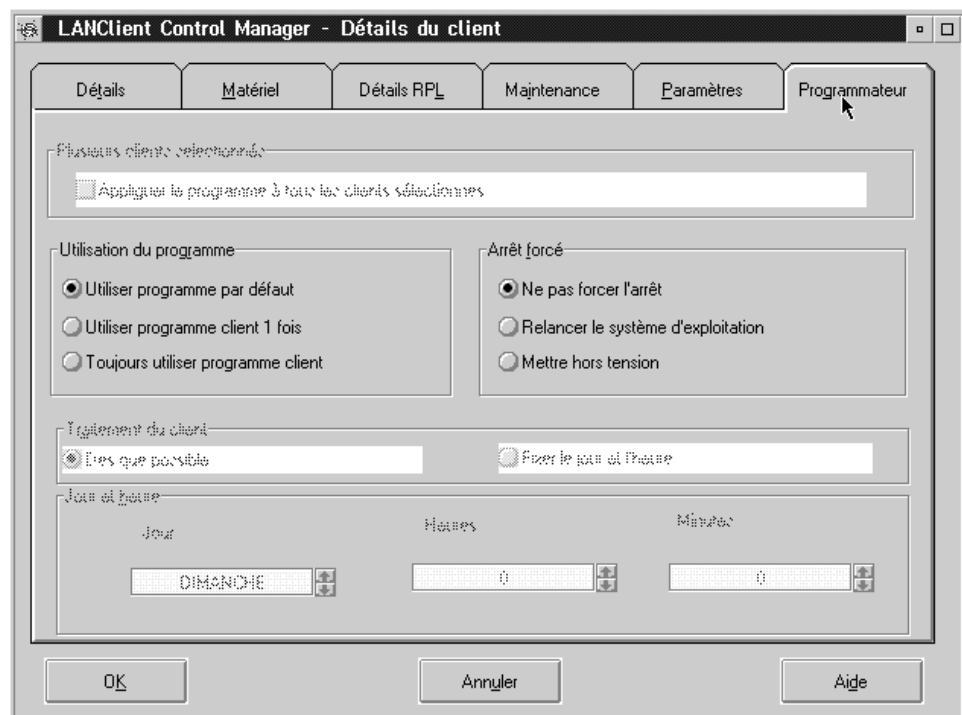 LANClient Control Manager - Détails du client
Détails Matériel Détails RPL Maintenance Paramètres Programmateur
Plusieurs clients sélectionnés
Appliquer le programme à tous les clients sélectionnes
Utilisation du programme
Utiliser programme par défaut
Utiliser programme client 1 fois
Toujours utiliser programme client
Arrêt forcé
Ne pas forcer l'arrêt
Relancer le système d'exploitation
Mettre hors tension
Traitement du client
Des que possible
Fixer le jour et l'heure
Jour et heure
Jour Heures Minutes
DIMANCHE 0 0
OK Annuler Aide